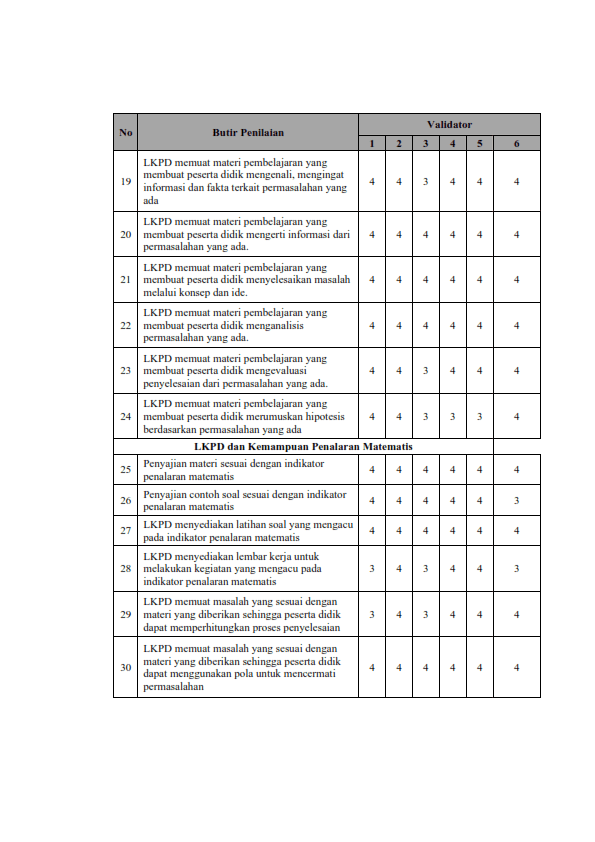 No Butir Penilaian Validator
1 2 3 4 5 6
LKPD memuat materi pembelajaran yang
membuat peserta didik mengenali, mengingat
19 informasi dan fakta terkait permasalahan yang 4 4 3 4 4 4
ada
LKPD memuat materi pembelajaran yang
20 membuat peserta didik mengerti informasi dari 4 4 4 4 4 4
permasalahan yang ada.
LKPD memuat materi pembelajaran yang
21 membuat peserta didik menyelesaikan masalah 4 4 4 4 4 4
melalui konsep dan ide.
LKPD memuat materi pembelajaran yang
22 membuat peserta didik menganalisis 4 4 4 4 4 4
permasalahan yang ada.
LKPD memuat materi pembelajaran yang
23 membuat peserta didik mengevaluasi 4 4 3 4 4 4
penyelesaian dari permasalahan yang ada.
LKPD memuat materi pembelajaran yang
24 membuat peserta didik merumuskan hipotesis 4 4 3 3 3 4
berdasarkan permasalahan yang ada
LKPD dan Kemampuan Penalaran Matematis
25 Penyajian materi sesuai dengan indikator 4 4 4 4 4 4
penalaran matematis
26 Penyajian contoh soal sesuai dengan indikator 4 4 4 4 4 3
penalaran matematis
27 LKPD menyediakan latihan soal yang mengacu 4 4 4 4 4 4
pada indikator penalaran matematis
LKPD menyediakan lembar kerja untuk
28 melakukan kegiatan yang mengacu pada 3 4 3 4 4 3
indikator penalaran matematis
LKPD memuat masalah yang sesuai dengan
29 materi yang diberikan sehingga peserta didik 3 4 3 4 4 4
dapat memperhitungkan proses penyelesaian
LKPD memuat masalah yang sesuai dengan
materi yang diberikan sehingga peserta didik
30 dapat menggunakan pola untuk mencermati 4 4 4 4 4 4
permasalahan